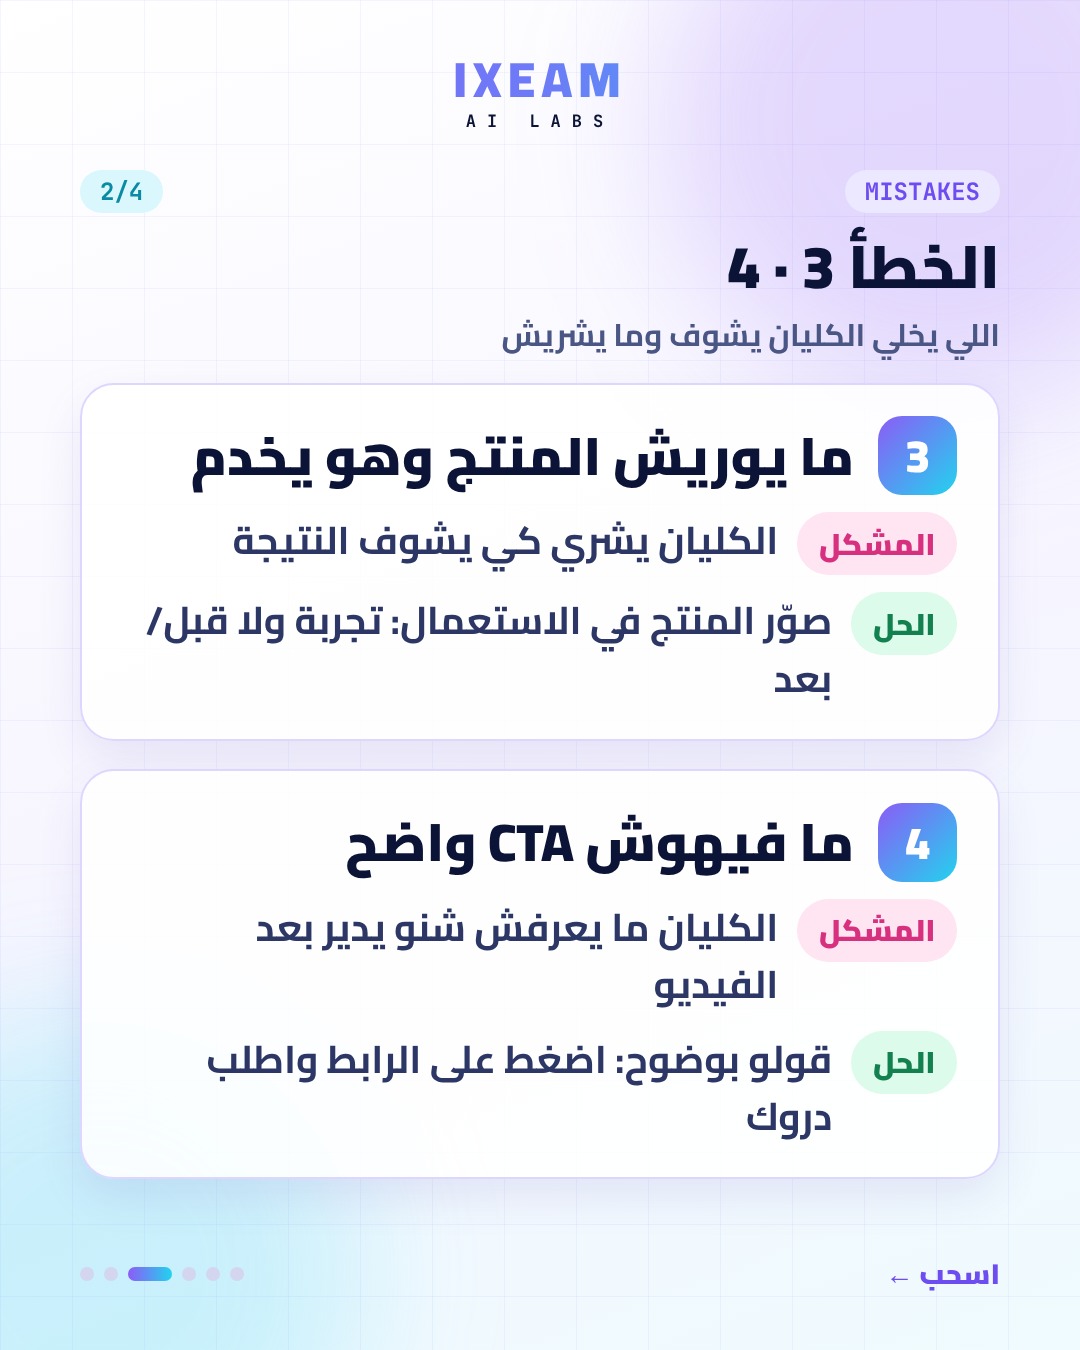 IXEAM
AI LABS
MISTAKES
2/4
الخطأ 3 · 4
اللي يخلي الكليان يشوف وما يشريش
3
ما يوريش المنتج وهو يخدم
المشكل
الكليان يشري كي يشوف النتيجة
الحل
صوّر المنتج في الاستعمال: تجربة ولا قبل/
بعد
4
ما فيهوش CTA واضح
المشكل
الكليان ما يعرفش شنو يدير بعد
الفيديو
الحل
قولو بوضوح: اضغط على الرابط واطلب
دروك
اسحب ←